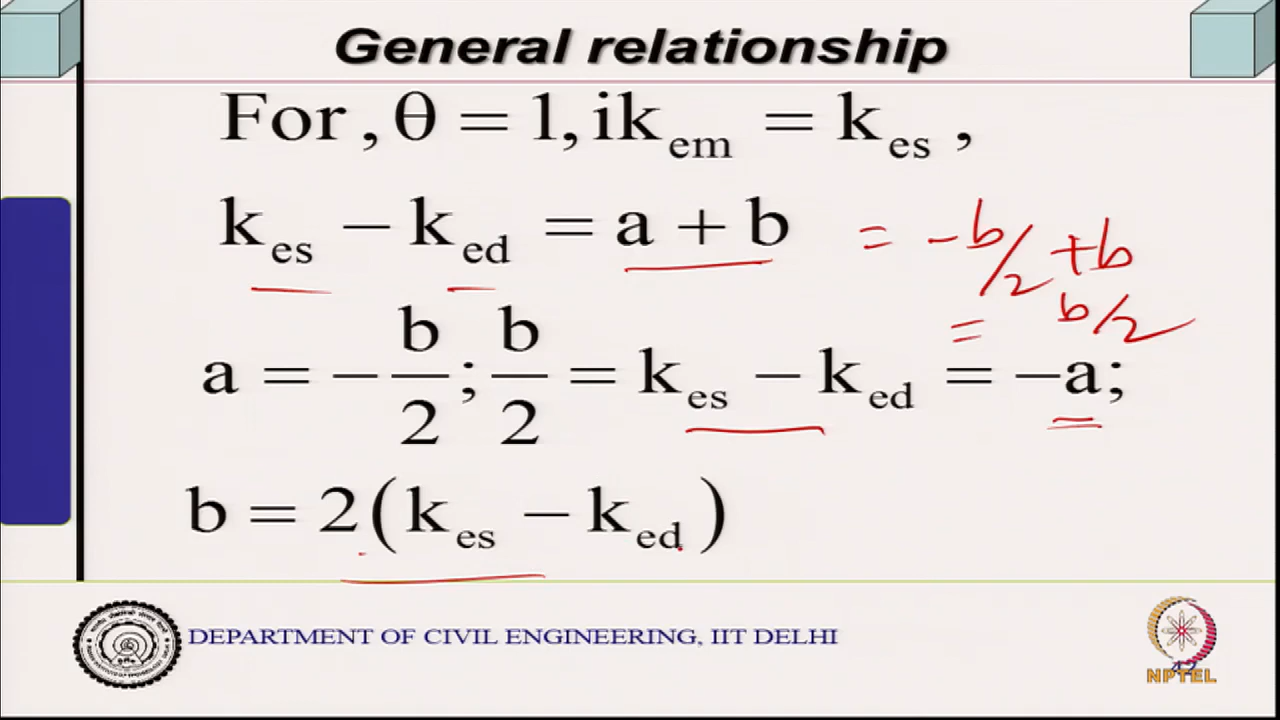 General relationship
For , θ = 1, ik_em = k_es ,
k_es − k_ed = a + b = -b/2 + b
= b/2
a = − b/2 ; b/2 = k_es − k_ed = −a;
b = 2(k_es − k_ed)
DEPARTMENT OF CIVIL ENGINEERING, IIT DELHI
42
NPTEL